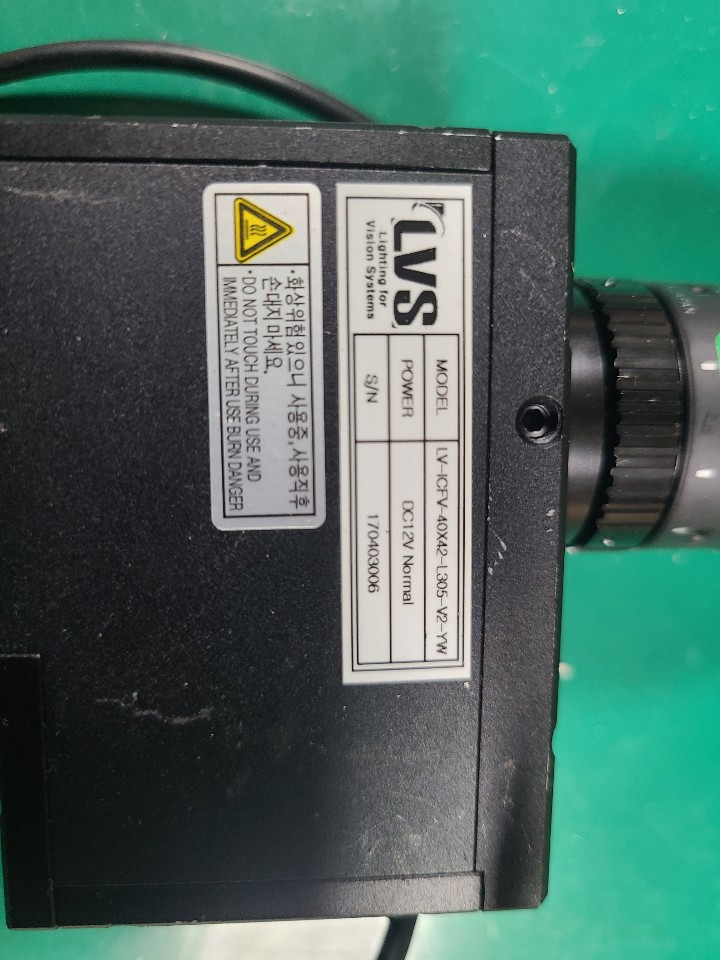 LVS
Lighting for
Vision Systems
MODEL LV-ICFV-40X42-L305-V2-YW
POWER DC12V Normal
S/N 170403006
·화상위험있으니 사용중,사용직후
손대지마세요.
·DO NOT TOUCH DURING USE AND
IMMEDIATELY AFTER USE BURN DANGER